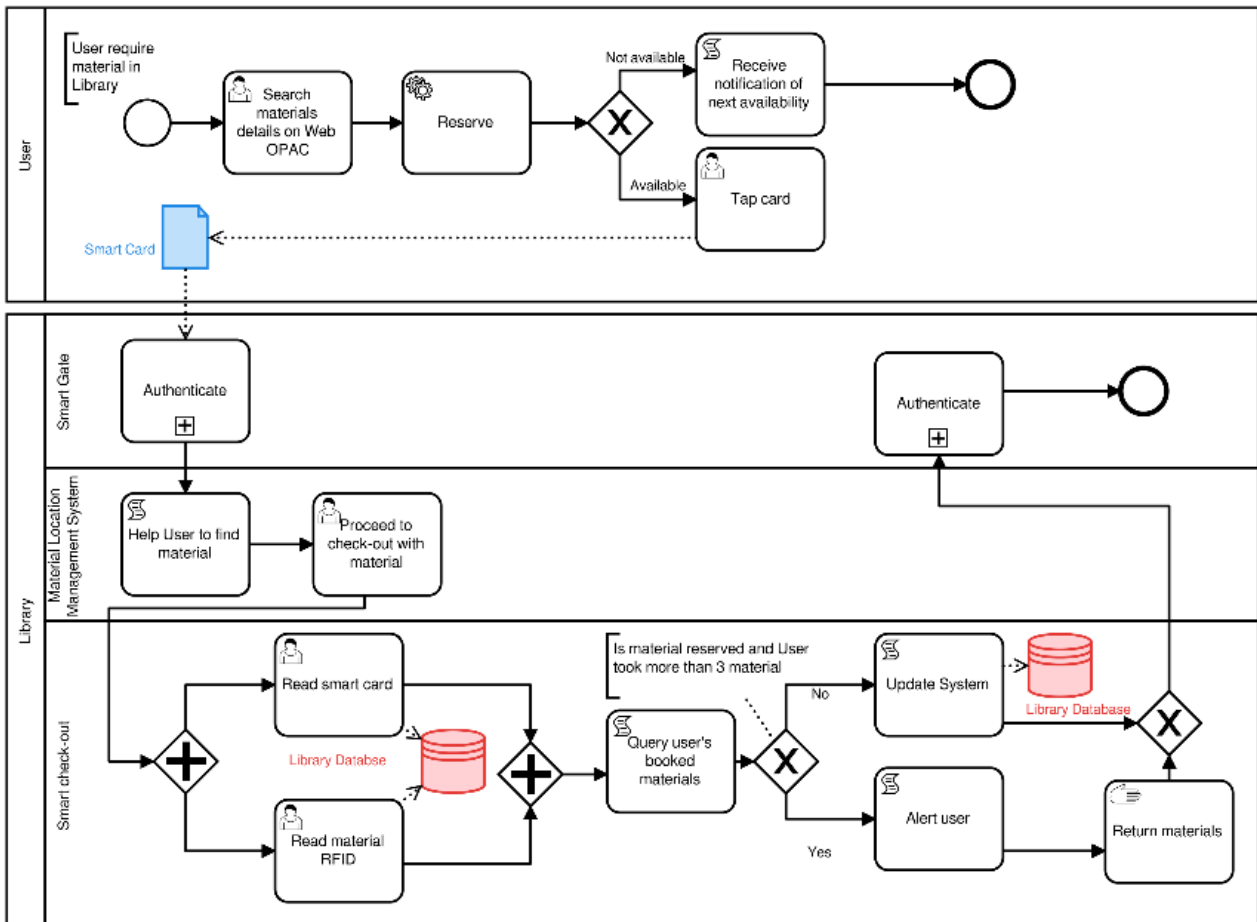 User require
material in
Library
Search
materials
details on Web
OPAC
Reserve
Not available
Receive
notification of
next availability
Available
Tap card
Smart Card
User
Library
Smart Gate
Authenticate
Authenticate
Material Location
Management System
Help User to find
material
Proceed to
check-out with
material
Smart check-out
Read smart card
Library Databse
Read material
RFID
Query user's
booked
materials
Is material reserved and User
took more than 3 material
No
Update System
Library Database
Yes
Alert user
Return materials